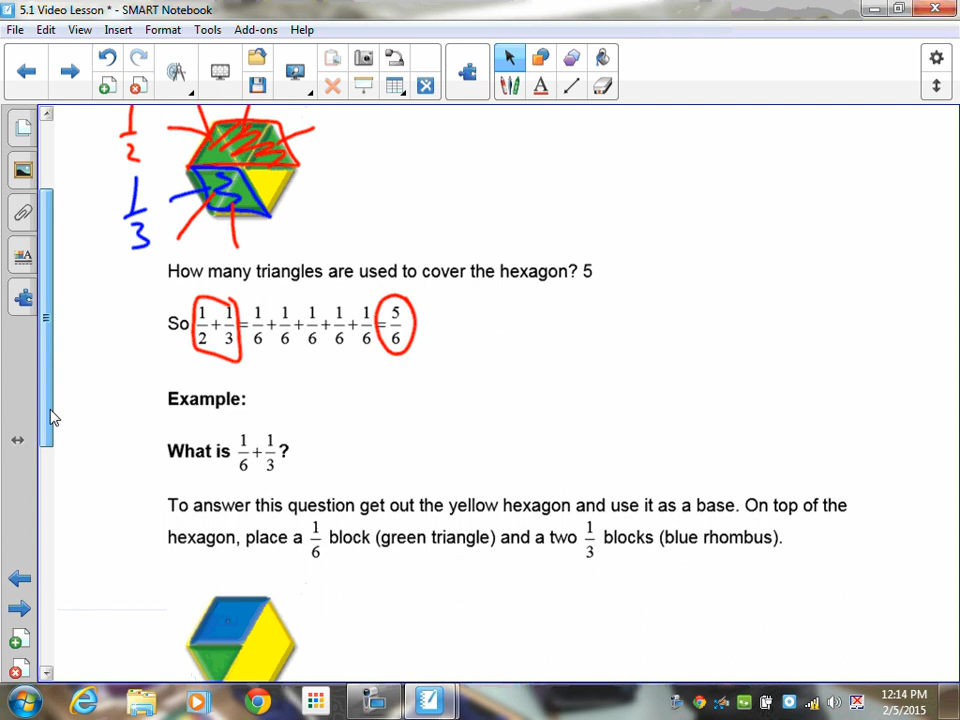 5.1 Video Lesson * - SMART Notebook
File Edit View Insert Format Tools Add-ons Help
1/2
1/3
How many triangles are used to cover the hexagon? 5
So 1/2 + 1/3 = 1/6 + 1/6 + 1/6 + 1/6 + 1/6 = 5/6
Example:
What is 1/6 + 1/3 ?
To answer this question get out the yellow hexagon and use it as a base. On top of the
hexagon, place a 1/6 block (green triangle) and a two 1/3 blocks (blue rhombus).
12:14 PM
2/5/2015